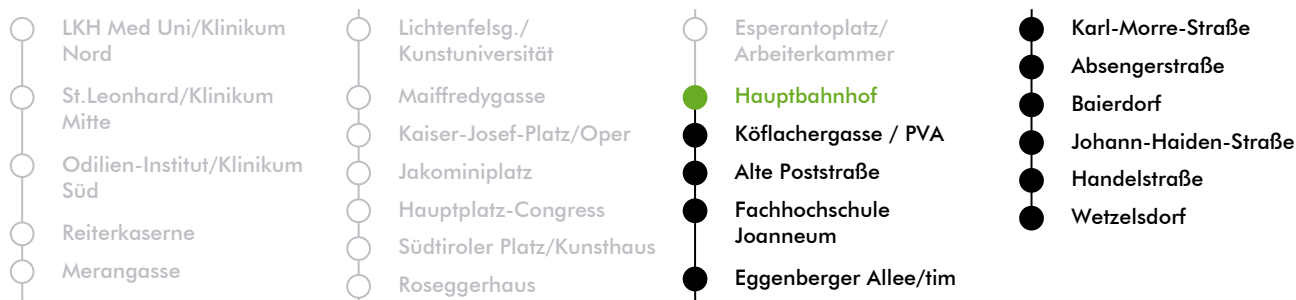 LKH Med Uni/Klinikum
Nord
St.Leonhard/Klinikum
Mitte
Odilien-Institut/Klinikum
Süd
Reiterkaserne
Merangasse
Lichtenfelsg./
Kunstuniversität
Maiffredygasse
Kaiser-Josef-Platz/Oper
Jakominiplatz
Hauptplatz-Congress
Südtiroler Platz/Kunsthaus
Roseggerhaus
Esperantoplatz/
Arbeiterkammer
Hauptbahnhof
Köflachergasse / PVA
Alte Poststraße
Fachhochschule
Joanneum
Eggenberger Allee/tim
Karl-Morre-Straße
Absengerstraße
Baierdorf
Johann-Haiden-Straße
Handelstraße
Wetzelsdorf